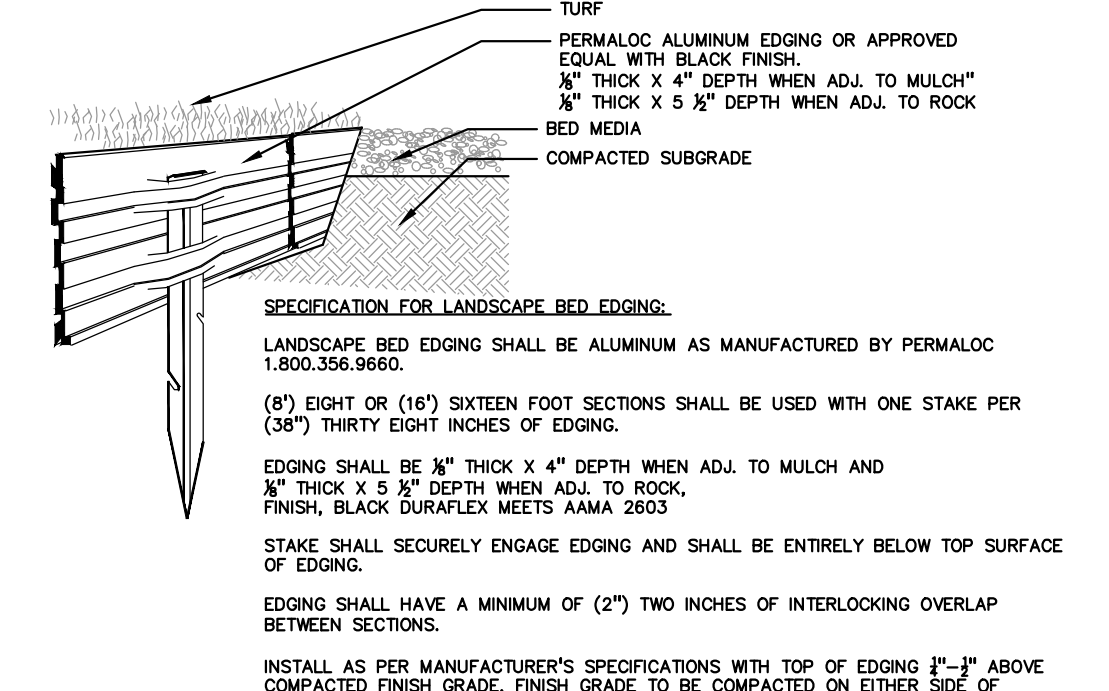 TURF
PERMALOC ALUMINUM EDGING OR APPROVED
EQUAL WITH BLACK FINISH.
⅛" THICK X 4" DEPTH WHEN ADJ. TO MULCH"
⅛" THICK X 5 ½" DEPTH WHEN ADJ. TO ROCK
BED MEDIA
COMPACTED SUBGRADE
SPECIFICATION FOR LANDSCAPE BED EDGING:
LANDSCAPE BED EDGING SHALL BE ALUMINUM AS MANUFACTURED BY PERMALOC
1.800.356.9660.
(8') EIGHT OR (16') SIXTEEN FOOT SECTIONS SHALL BE USED WITH ONE STAKE PER
(38") THIRTY EIGHT INCHES OF EDGING.
EDGING SHALL BE ⅛" THICK X 4" DEPTH WHEN ADJ. TO MULCH AND
⅛" THICK X 5 ½" DEPTH WHEN ADJ. TO ROCK,
FINISH, BLACK DURAFLEX MEETS AAMA 2603
STAKE SHALL SECURELY ENGAGE EDGING AND SHALL BE ENTIRELY BELOW TOP SURFACE
OF EDGING.
EDGING SHALL HAVE A MINIMUM OF (2") TWO INCHES OF INTERLOCKING OVERLAP
BETWEEN SECTIONS.
INSTALL AS PER MANUFACTURER'S SPECIFICATIONS WITH TOP OF EDGING ¼"–½" ABOVE
COMPACTED FINISH GRADE. FINISH GRADE TO BE COMPACTED ON EITHER SIDE OF